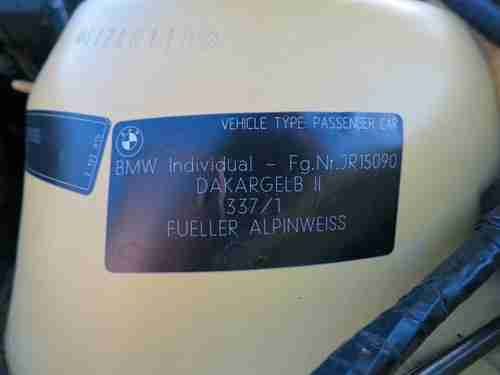 VEHICLE TYPE PASSENGER CAR
BMW Individual - Fg.Nr.JR15090
DAKARGELB II
337/1
FUELLER ALPINWEISS